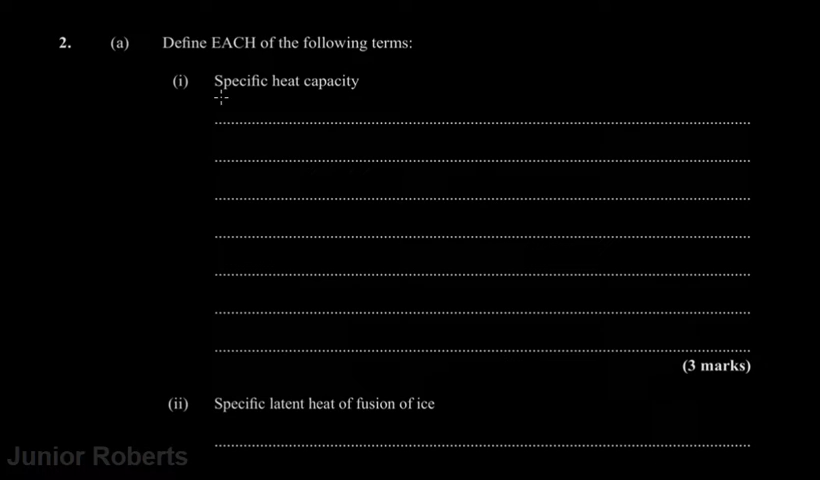 2. (a) Define EACH of the following terms:
(i) Specific heat capacity
(3 marks)
(ii) Specific latent heat of fusion of ice
Junior Roberts